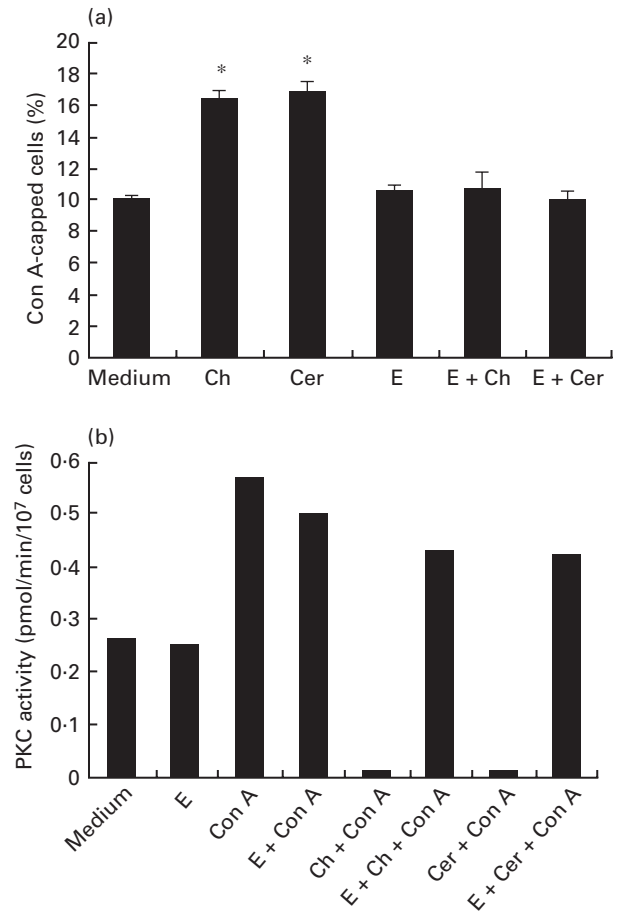 (a)
Con A-capped cells (%)
20
18
16
14
12
10
8
6
4
2
0
*
*
Medium Ch Cer E E + Ch E + Cer
(b)
PKC activity (pmol/min/10⁷ cells)
0·6
0·5
0·4
0·3
0·2
0·1
0
Medium
E
Con A
E + Con A
Ch + Con A
E + Ch + Con A
Cer + Con A
E + Cer + Con A